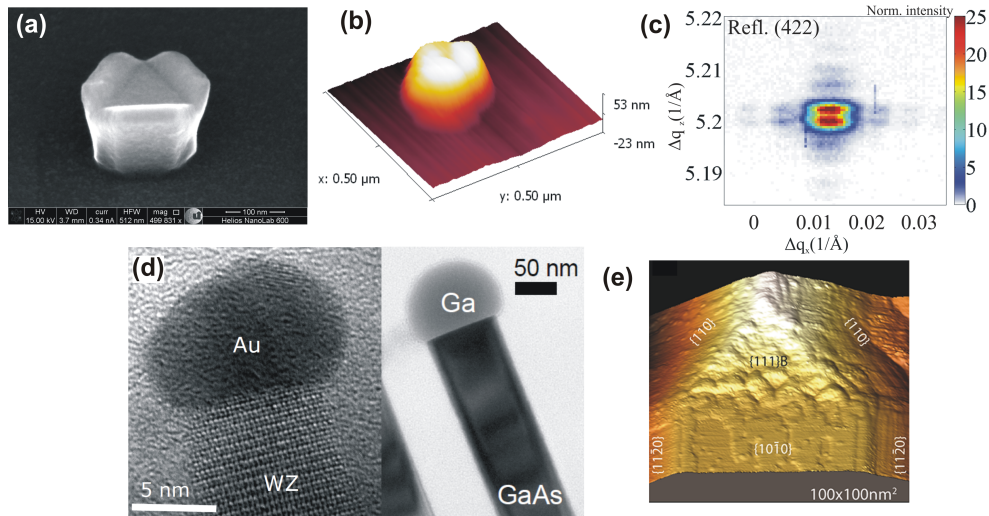 (a)
HV
WD
curr
HFW
mag
15.00 kV
3.7 mm
0.34 nA
512 nm
499 831 x
100 nm
Helios NanoLab 600
(b)
53 nm
-23 nm
x: 0.50 µm
y: 0.50 µm
(c)
Norm. intensity
Refl. (422)
5.22
5.21
5.2
5.19
Δqz(1/Å)
0
0.01
0.02
0.03
Δqx(1/Å)
25
20
15
10
5
0
(d)
Au
WZ
5 nm
50 nm
Ga
GaAs
(e)
{110}
{110}
{111}B
{112̄0}
{101̄0}
{112̄0}
100x100nm²